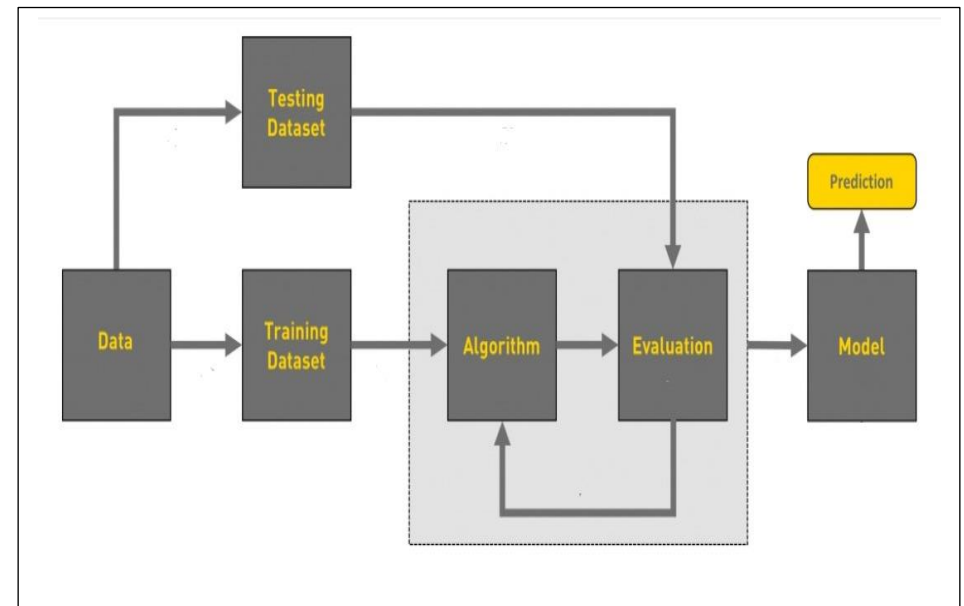 Testing
Dataset
Prediction
Data
Training
Dataset
Algorithm
Evaluation
Model